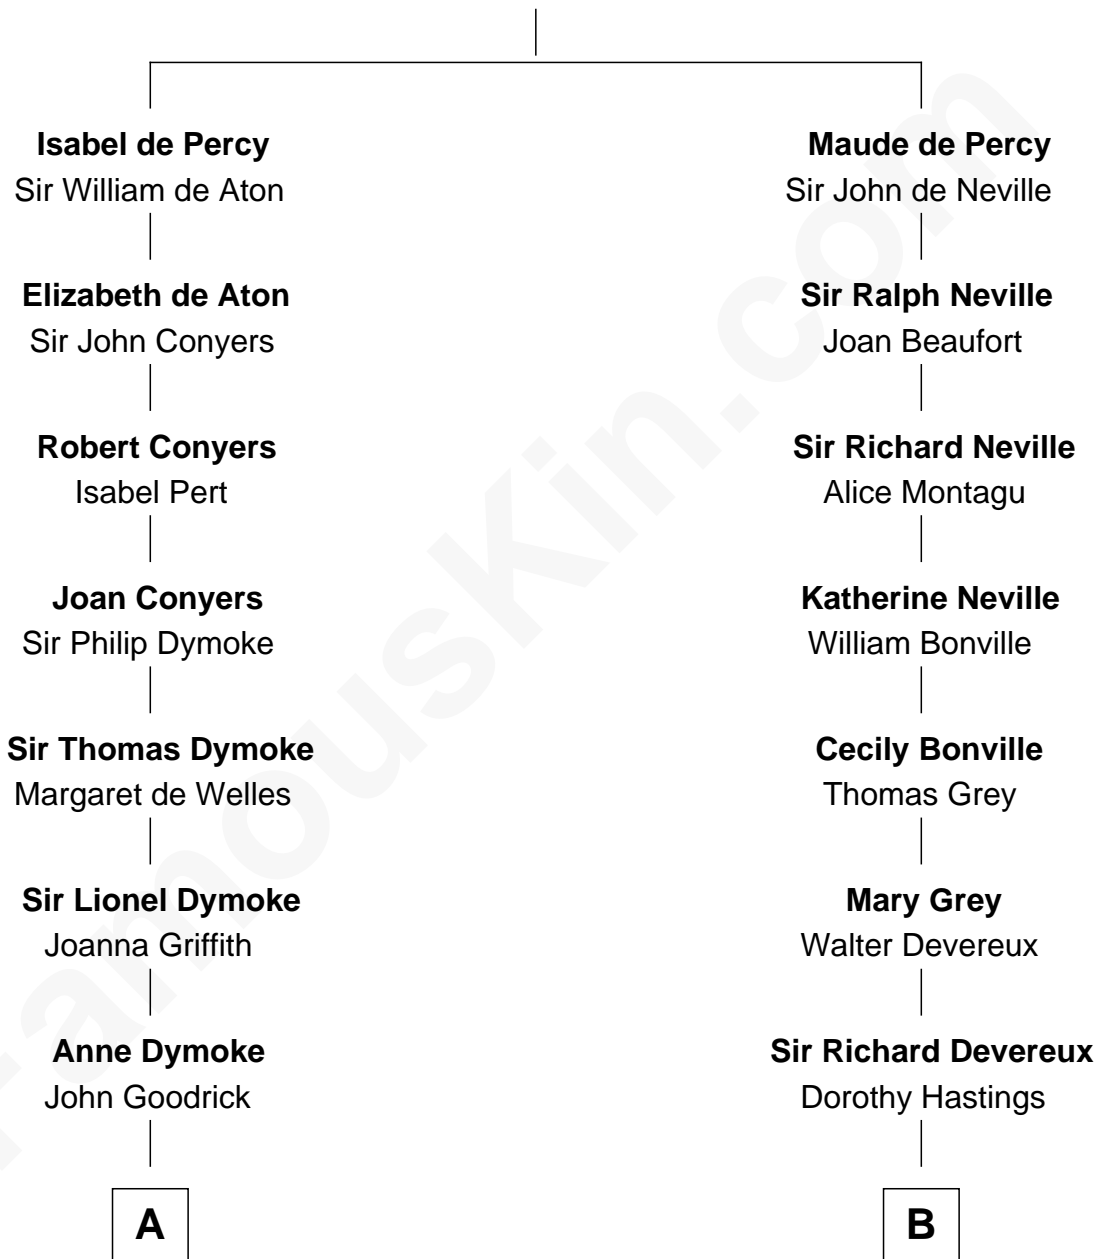 Isabel de Percy
Sir William de Aton
Elizabeth de Aton
Sir John Conyers
Robert Conyers
Isabel Pert
Joan Conyers
Sir Philip Dymoke
Sir Thomas Dymoke
Margaret de Welles
Sir Lionel Dymoke
Joanna Griffith
Anne Dymoke
John Goodrick
A
Maude de Percy
Sir John de Neville
Sir Ralph Neville
Joan Beaufort
Sir Richard Neville
Alice Montagu
Katherine Neville
William Bonville
Cecily Bonville
Thomas Grey
Mary Grey
Walter Devereux
Sir Richard Devereux
Dorothy Hastings
B
FamousKin.com